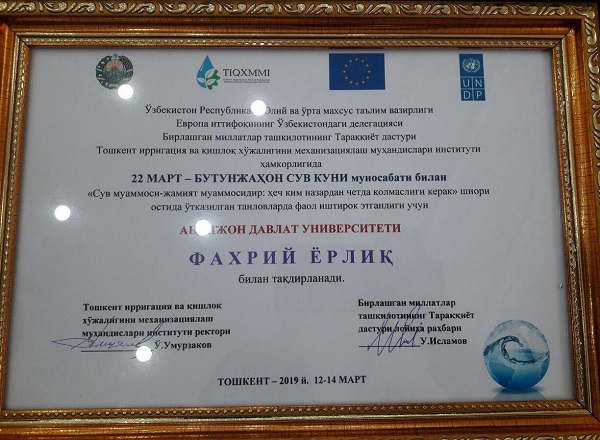 TIQXMMI
U N
D P
Ўзбекистон Республикаси Олий ва ўрта махсус таълим вазирлиги
Европа иттифоқининг Ўзбекистондаги делегацияси
Бирлашган миллатлар ташкилотининг Тараққиёт дастури
Тошкент ирригация ва қишлоқ хўжалигини механизациялаш муҳандислари институти
ҳамкорлигида
22 МАРТ – БУТУНЖАҲОН СУВ КУНИ муносабати билан
«Сув муаммоси-жамият муаммосидир: ҳеч ким назардан четда колмаслиги керак» шиори
остида ўтказилган танловларда фаол иштирок этганлиги учун
АНДИЖОН ДАВЛАТ УНИВЕРСИТЕТИ
ФАХРИЙ ЁРЛИҚ
билан тақдирланади.
Тошкент ирригация ва қишлоқ
хўжалигини механизациялаш
муҳандислари институти ректори
Ў.Умурзаков
Бирлашган миллатлар
ташкилотининг Тараққиёт
дастури лойиҳа раҳбари
У.Исламов
ТОШКЕНТ – 2019 й. 12-14 МАРТ